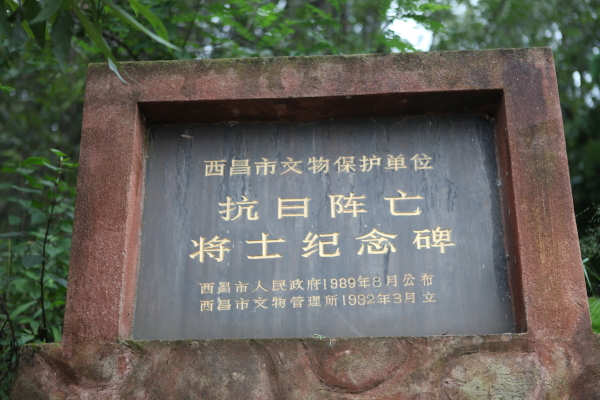 西昌市文物保护单位
抗日阵亡
将士纪念碑
西昌市人民政府1989年8月公布
西昌市文物管理所1992年3月立